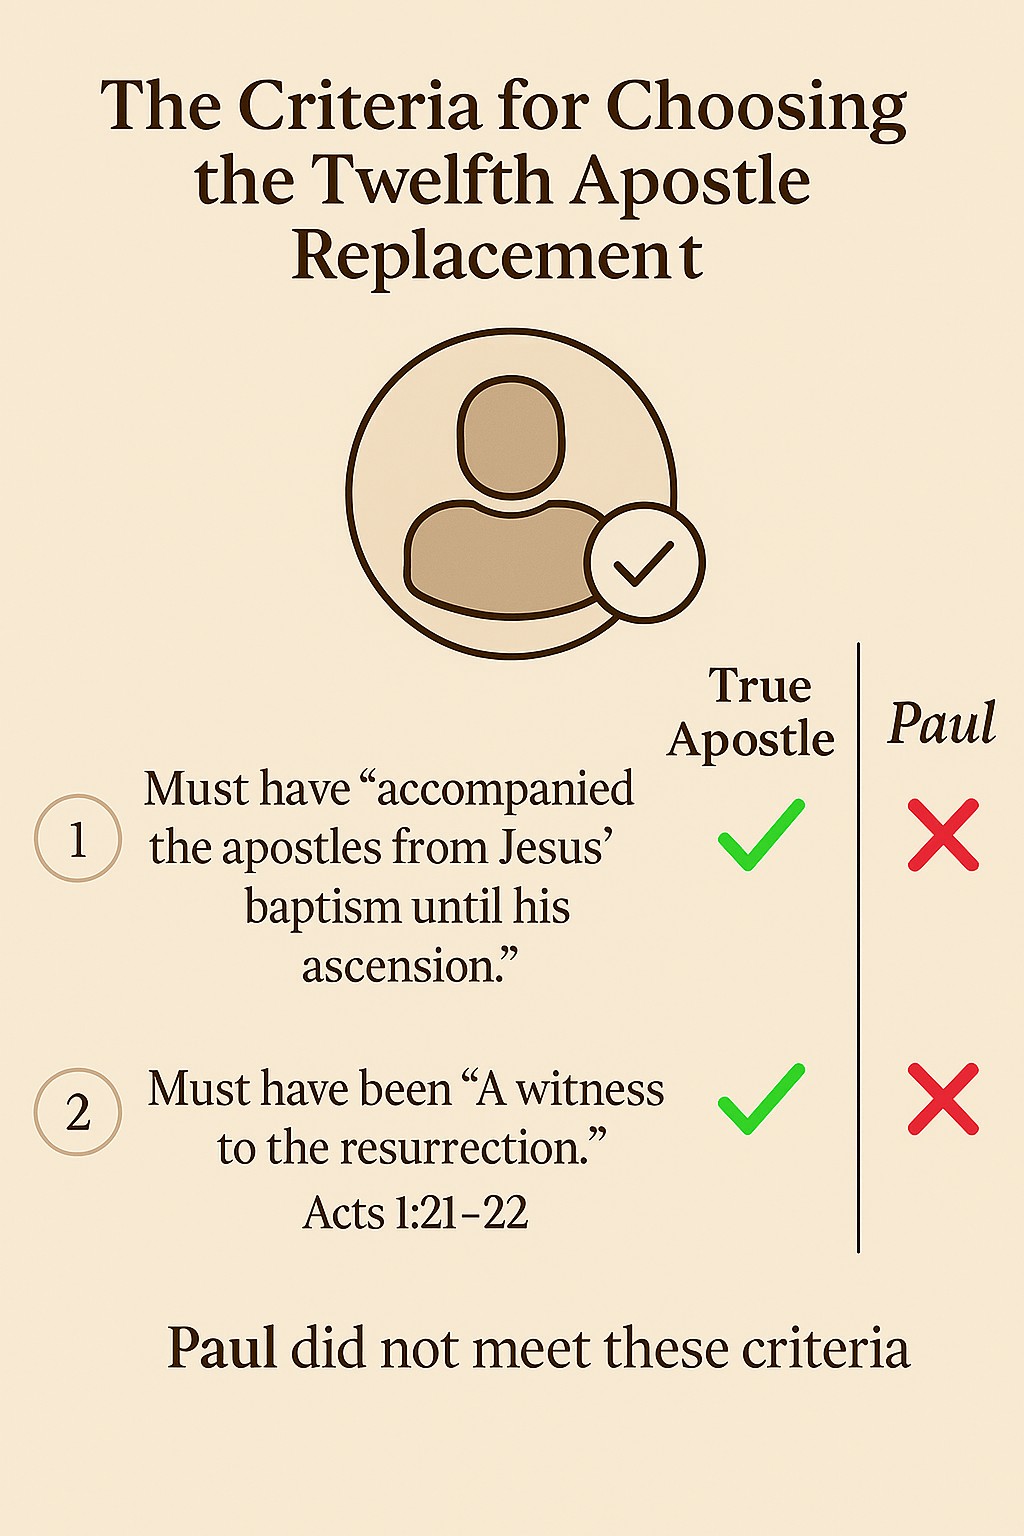 The Criteria for Choosing
the Twelfth Apostle
Replacement
True
Apostle
Paul
1
Must have “accompanied
the apostles from Jesus’
baptism until his
ascension.”
2
Must have been “A witness
to the resurrection.”
Acts 1:21–22
Paul did not meet these criteria